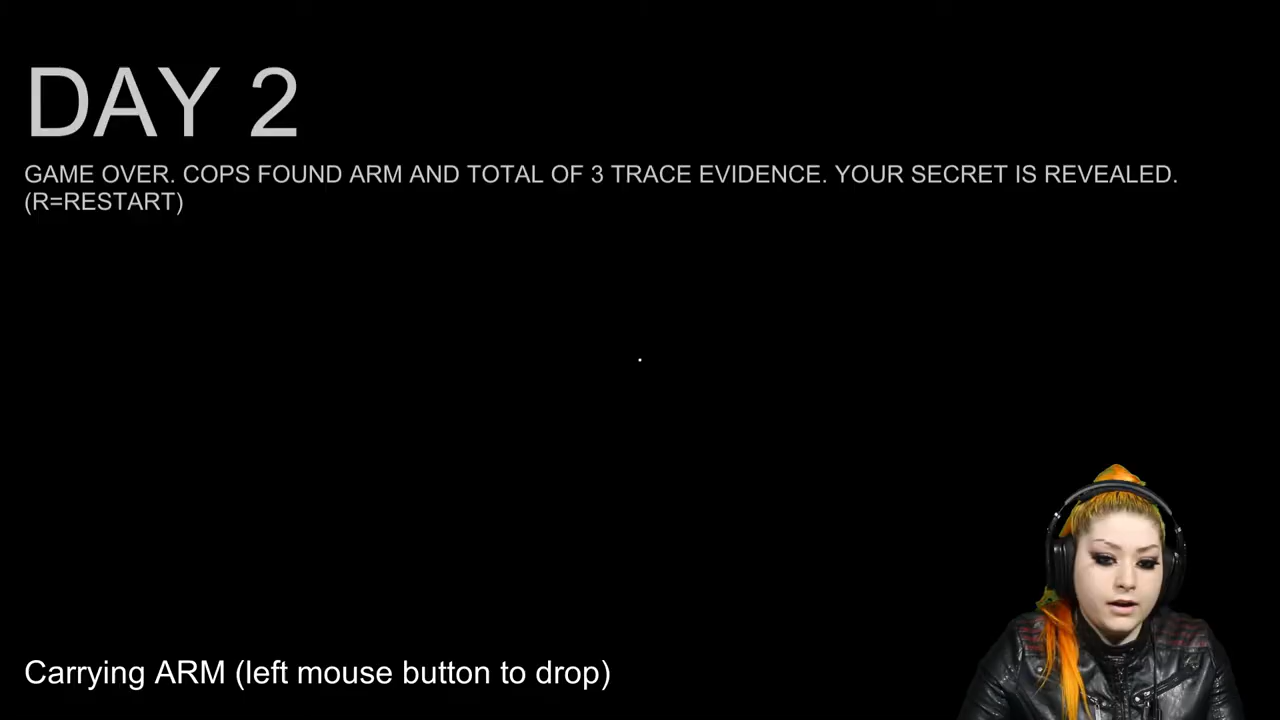 DAY 2
GAME OVER. COPS FOUND ARM AND TOTAL OF 3 TRACE EVIDENCE. YOUR SECRET IS REVEALED.
(R=RESTART)
Carrying ARM (left mouse button to drop)